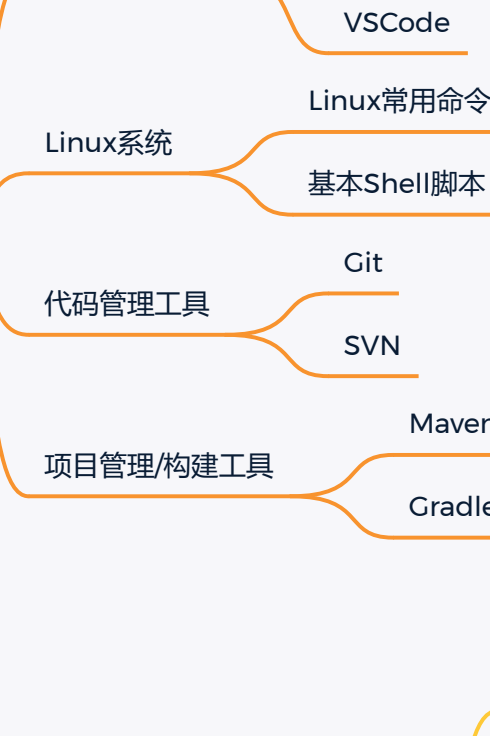 VSCode
Linux系统
Linux常用命令
基本Shell脚本
代码管理工具
Git
SVN
项目管理/构建工具
Maven
Gradle